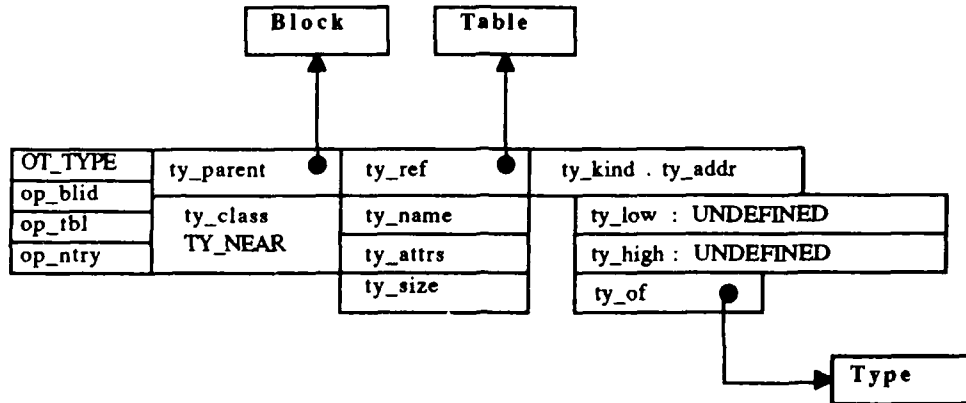 Block
Table
OT_TYPE
op_blid
op_tbl
op_ntry
ty_parent
ty_class
TY_NEAR
ty_ref
ty_name
ty_attrs
ty_size
ty_kind . ty_addr
ty_low : UNDEFINED
ty_high : UNDEFINED
ty_of
Type